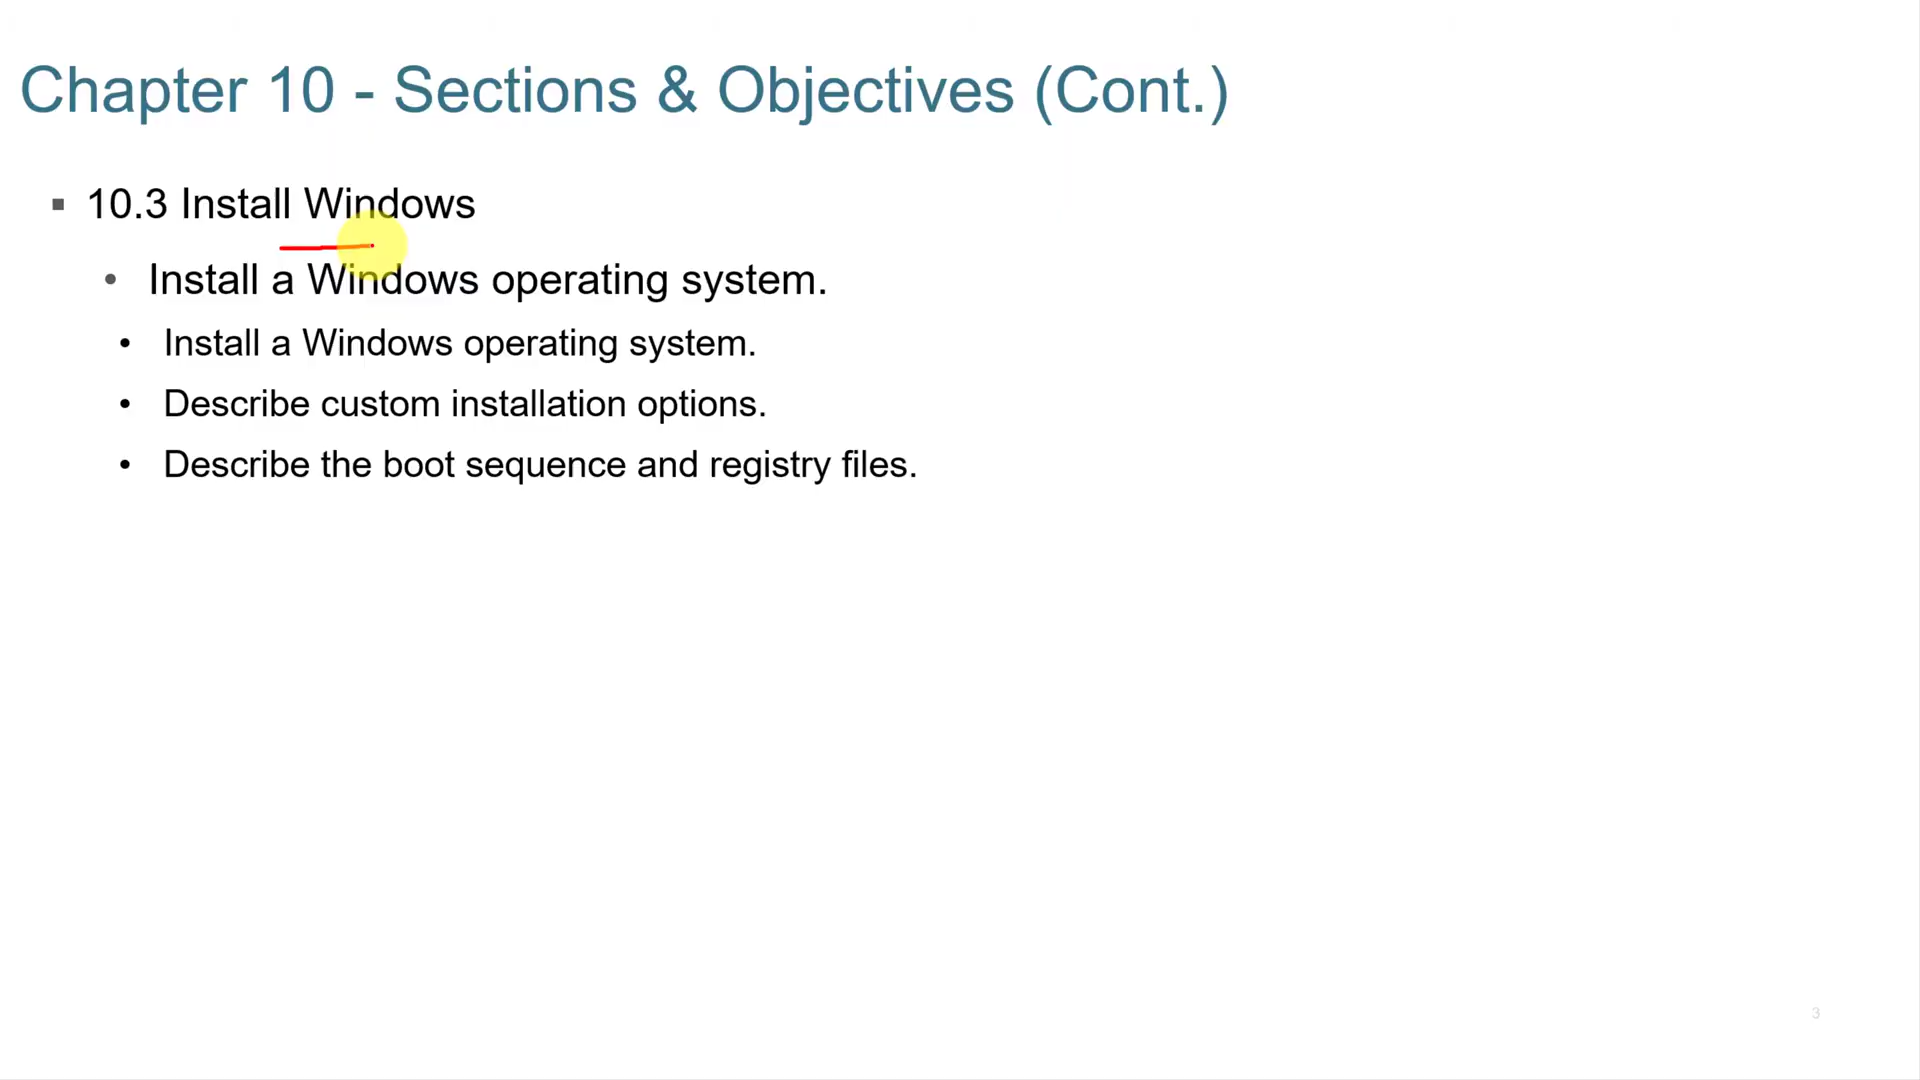 Chapter 10 - Sections & Objectives (Cont.)
▪ 10.3 Install Windows
• Install a Windows operating system.
• Install a Windows operating system.
• Describe custom installation options.
• Describe the boot sequence and registry files.
3